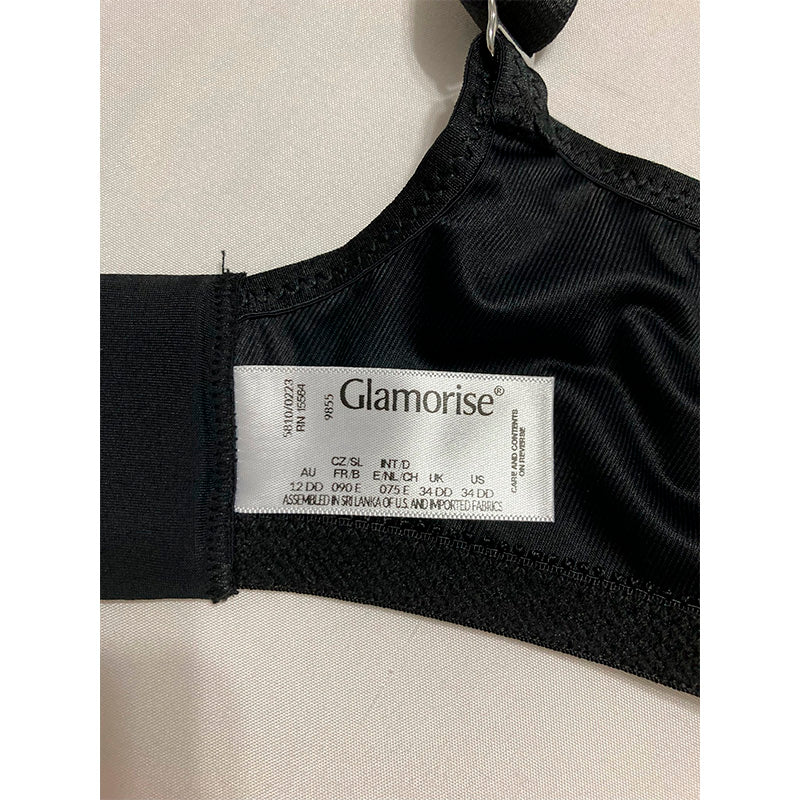 5810/0223
RN 15584
9855
Glamorise®
CZ/SL INT/D
AU FR/B E/NL/CH UK US
12 DD 090 E 075 E 34 DD 34 DD
ASSEMBLED IN SRI LANKA OF U.S. AND IMPORTED FABRICS
CARE AND CONTENTS
ON REVERSE